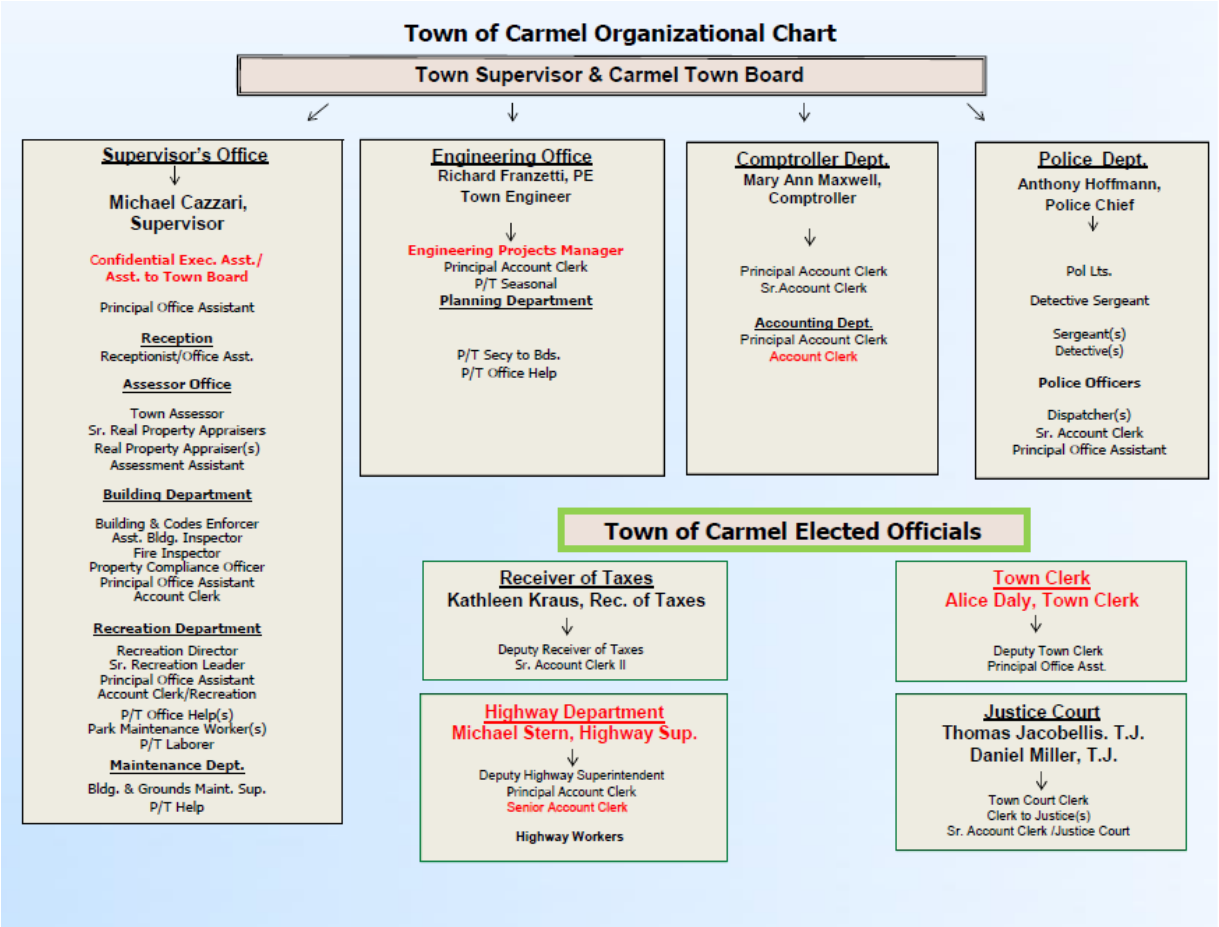 Town of Carmel Organizational Chart
Town Supervisor & Carmel Town Board
Supervisor's Office
Michael Cazzari,
Supervisor
Confidential Exec. Asst./
Asst. to Town Board
Principal Office Assistant
Reception
Receptionist/Office Asst.
Assessor Office
Town Assessor
Sr. Real Property Appraisers
Real Property Appraiser(s)
Assessment Assistant
Building Department
Building & Codes Enforcer
Asst. Bldg. Inspector
Fire Inspector
Property Compliance Officer
Principal Office Assistant
Account Clerk
Recreation Department
Recreation Director
Sr. Recreation Leader
Principal Office Assistant
Account Clerk/Recreation
P/T Office Help(s)
Park Maintenance Worker(s)
P/T Laborer
Maintenance Dept.
Bldg. & Grounds Maint. Sup.
P/T Help
Engineering Office
Richard Franzetti, PE
Town Engineer
Engineering Projects Manager
Principal Account Clerk
P/T Seasonal
Planning Department
P/T Secy to Bds.
P/T Office Help
Comptroller Dept.
Mary Ann Maxwell,
Comptroller
Principal Account Clerk
Sr.Account Clerk
Accounting Dept.
Principal Account Clerk
Account Clerk
Police Dept.
Anthony Hoffmann,
Police Chief
Pol Lts.
Detective Sergeant
Sergeant(s)
Detective(s)
Police Officers
Dispatcher(s)
Sr. Account Clerk
Principal Office Assistant
Town of Carmel Elected Officials
Receiver of Taxes
Kathleen Kraus, Rec. of Taxes
Deputy Receiver of Taxes
Sr. Account Clerk II
Town Clerk
Alice Daly, Town Clerk
Deputy Town Clerk
Principal Office Asst.
Highway Department
Michael Stern, Highway Sup.
Deputy Highway Superintendent
Principal Account Clerk
Senior Account Clerk
Highway Workers
Justice Court
Thomas Jacobellis. T.J.
Daniel Miller, T.J.
Town Court Clerk
Clerk to Justice(s)
Sr. Account Clerk /Justice Court